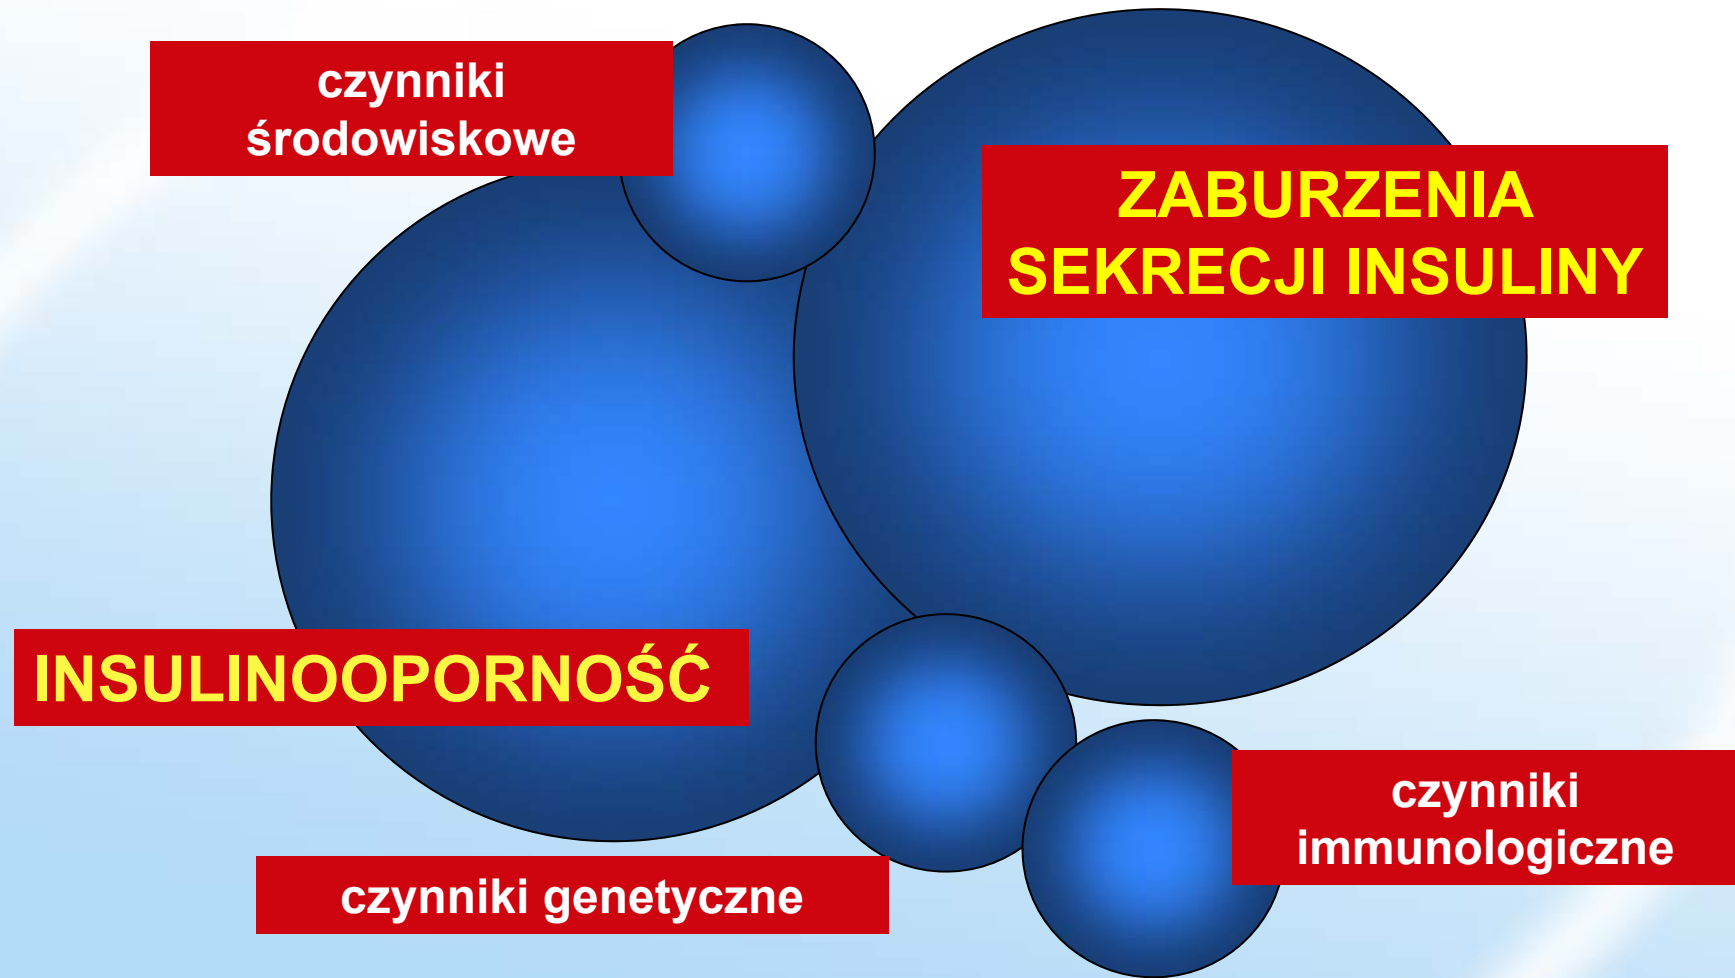 czynniki
środowiskowe
ZABURZENIA
SEKRECJI INSULINY
INSULINOOPORNOŚĆ
czynniki
immunologiczne
czynniki genetyczne